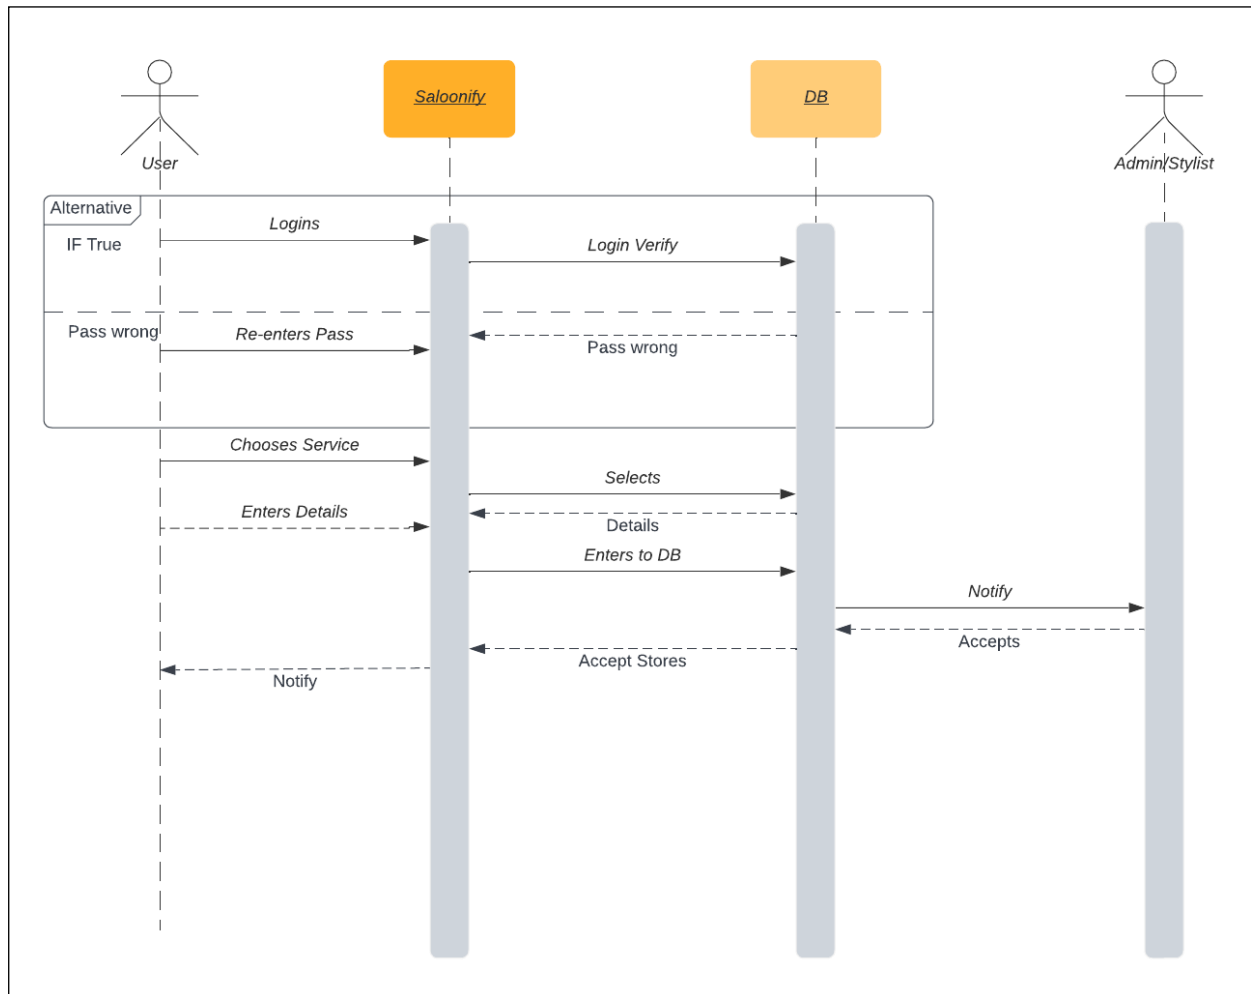 Saloonify
DB
User
Admin/Stylist
Alternative
Logins
IF True
Login Verify
Pass wrong
Re-enters Pass
Pass wrong
Chooses Service
Selects
Enters Details
Details
Enters to DB
Notify
Accepts
Accept Stores
Notify